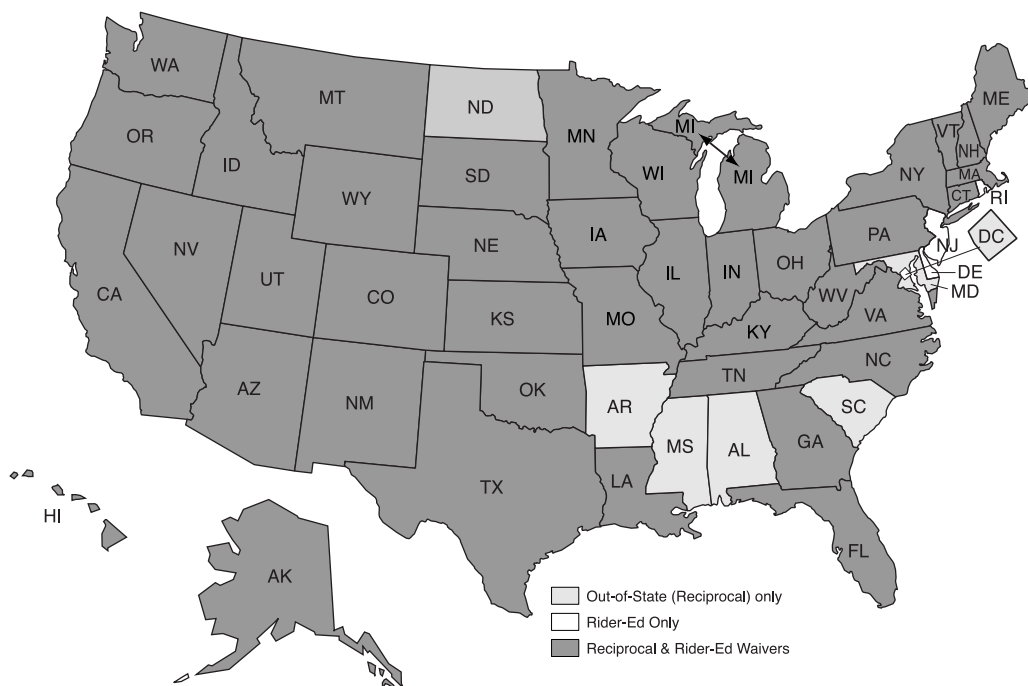 WA
MT
ND
MN
MI
ME
VT
NH
OR
ID
SD
WI
MI
NY
MA
CT
RI
WY
IA
PA
NJ
DC
NV
NE
UT
IL
IN
OH
DE
MD
CA
CO
WV
KS
MO
KY
VA
AZ
NM
OK
TN
NC
AR
SC
MS
AL
GA
TX
LA
HI
FL
AK
Out-of-State (Reciprocal) only
Rider-Ed Only
Reciprocal & Rider-Ed Waivers